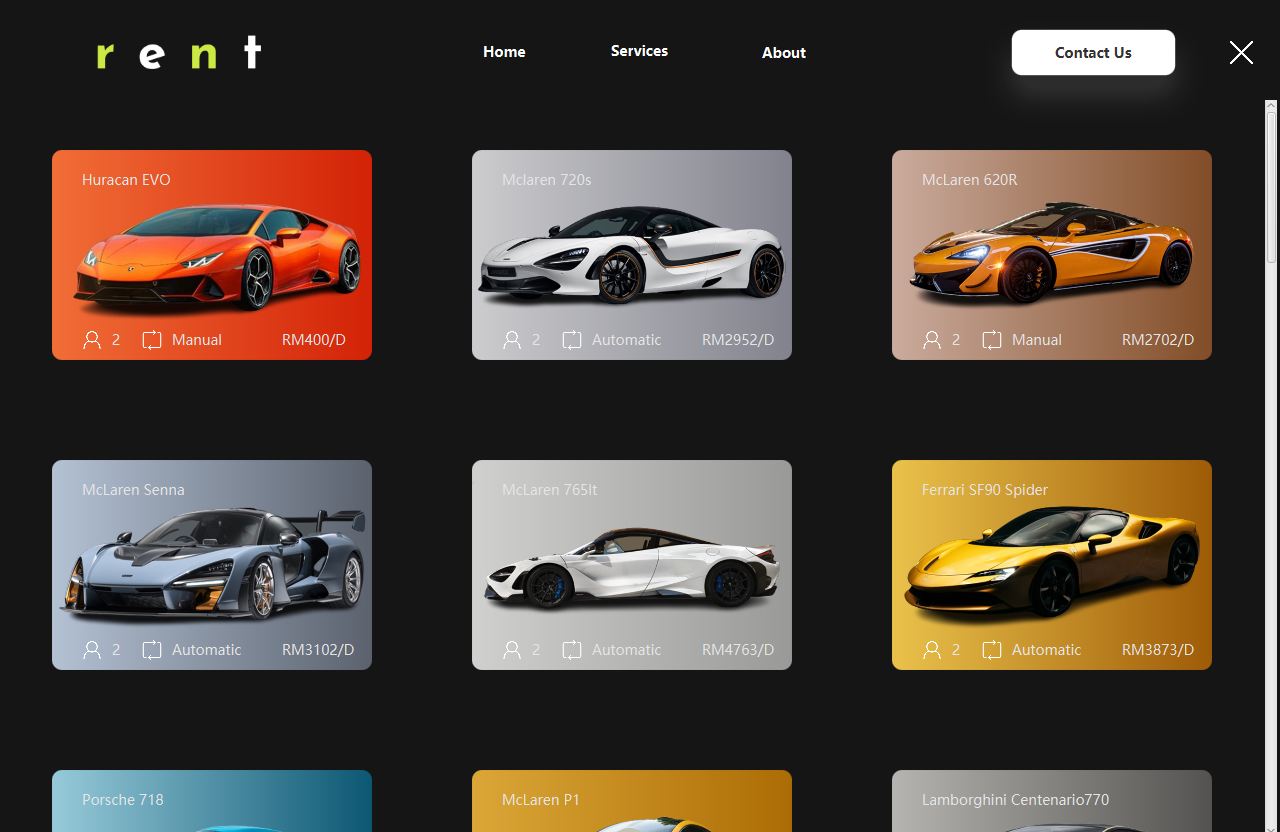 rent
Home
Services
About
Contact Us
Huracan EVO
2
Manual
RM400/D
Mclaren 720s
2
Automatic
RM2952/D
McLaren 620R
2
Manual
RM2702/D
McLaren Senna
2
Automatic
RM3102/D
McLaren 765lt
2
Automatic
RM4763/D
Ferrari SF90 Spider
2
Automatic
RM3873/D
Porsche 718
McLaren P1
Lamborghini Centenario770